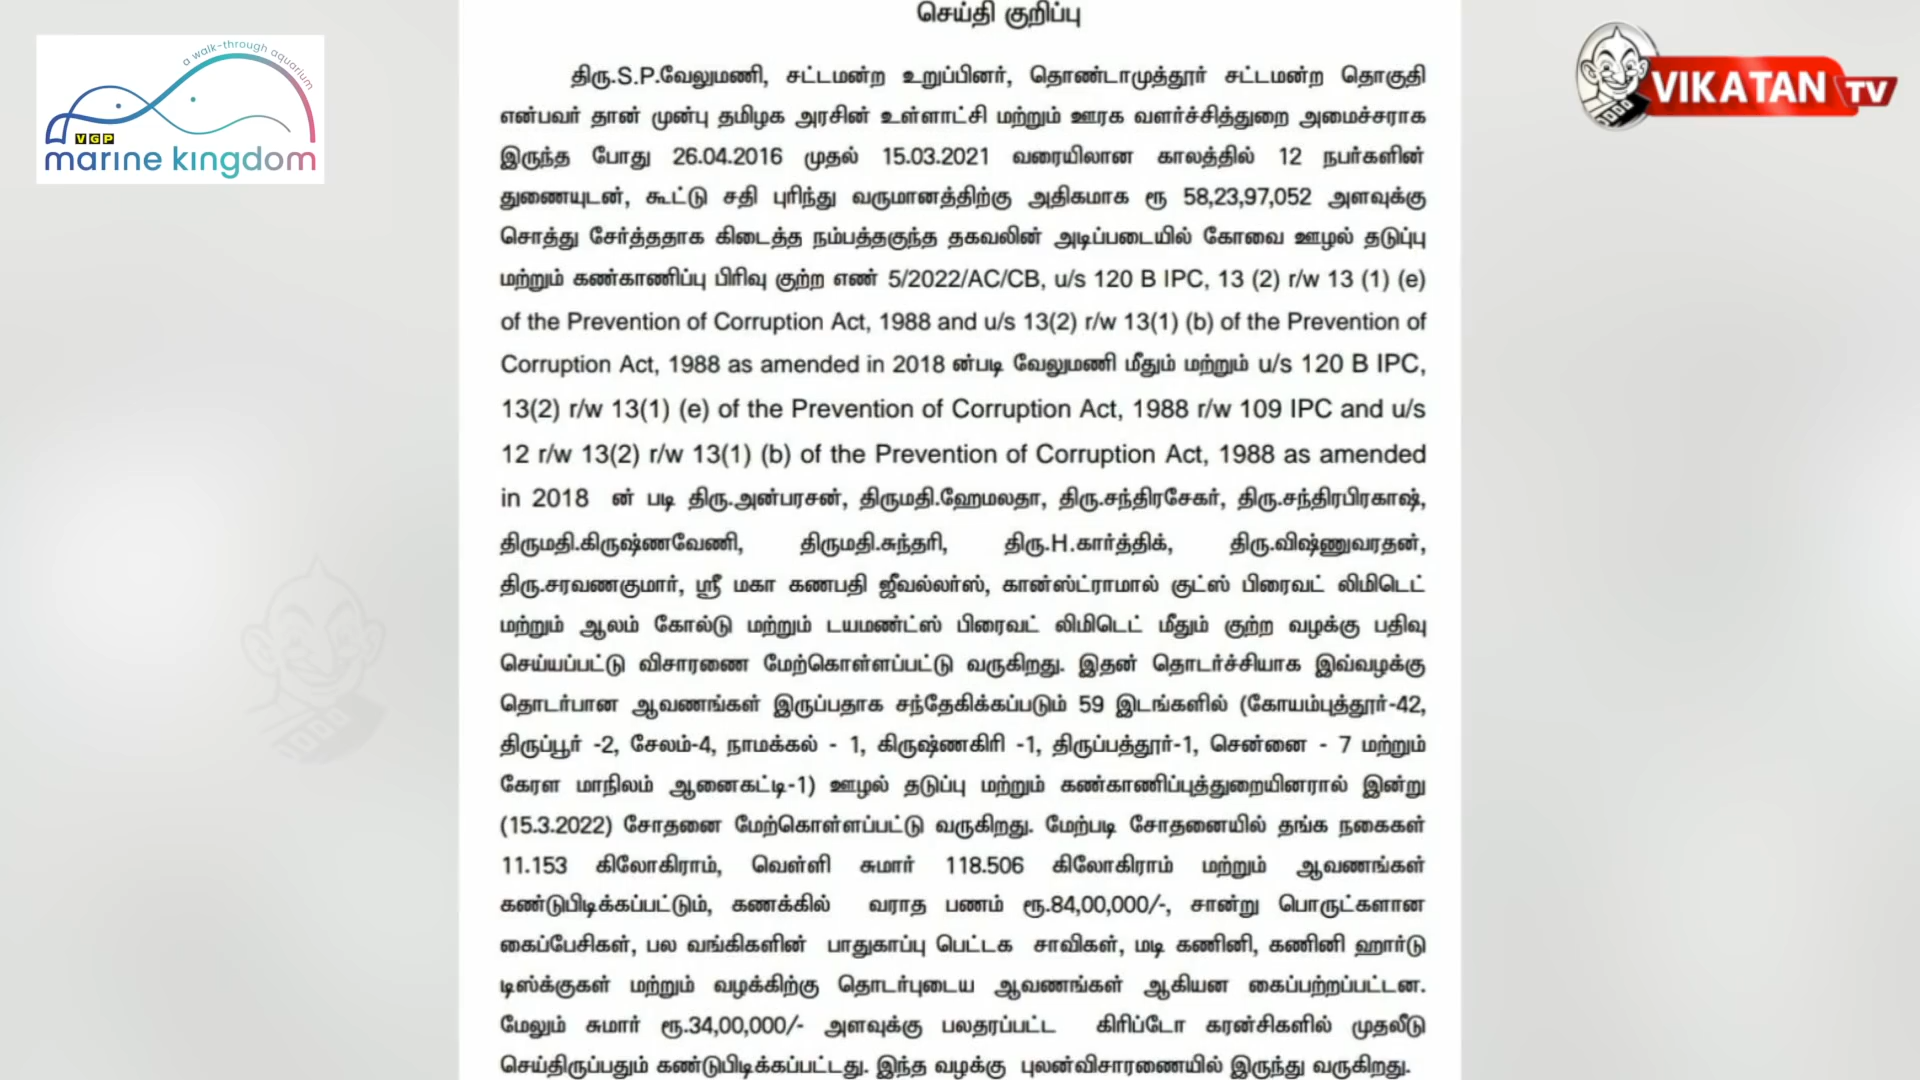 செய்தி குறிப்பு
a walk-through aquarium
VGP
marine kingdom
VIKATAN TV
திரு.S.P.வேலுமணி, சட்டமன்ற உறுப்பினர், தொண்டாமுத்தூர் சட்டமன்ற தொகுதி
என்பவர் தான் முன்பு தமிழக அரசின் உள்ளாட்சி மற்றும் ஊரக வளர்ச்சித்துறை அமைச்சராக
இருந்த போது 26.04.2016 முதல் 15.03.2021 வரையிலான காலத்தில் 12 நபர்களின்
துணையுடன், கூட்டு சதி புரிந்து வருமானத்திற்கு அதிகமாக ரூ 58,23,97,052 அளவுக்கு
சொத்து சேர்த்ததாக கிடைத்த நம்பத்தகுந்த தகவலின் அடிப்படையில் கோவை ஊழல் தடுப்பு
மற்றும் கண்காணிப்பு பிரிவு குற்ற எண் 5/2022/AC/CB, u/s 120 B IPC, 13 (2) r/w 13 (1) (e)
of the Prevention of Corruption Act, 1988 and u/s 13(2) r/w 13(1) (b) of the Prevention of
Corruption Act, 1988 as amended in 2018 ன்படி வேலுமணி மீதும் மற்றும் u/s 120 B IPC,
13(2) r/w 13(1) (e) of the Prevention of Corruption Act, 1988 r/w 109 IPC and u/s
12 r/w 13(2) r/w 13(1) (b) of the Prevention of Corruption Act, 1988 as amended
in 2018 ன் படி திரு.அன்பரசன், திருமதி.ஹேமலதா, திரு.சந்திரசேகர், திரு.சந்திரபிரகாஷ்,
திருமதி.கிருஷ்ணவேணி, திருமதி.சுந்தரி, திரு.H.கார்த்திக், திரு.விஷ்ணுவரதன்,
திரு.சரவணகுமார், ஸ்ரீ மகா கணபதி ஜீவல்லர்ஸ், கான்ஸ்ட்ராமால் குட்ஸ் பிரைவட் லிமிடெட்
மற்றும் ஆலம் கோல்டு மற்றும் டயமண்ட்ஸ் பிரைவட் லிமிடெட் மீதும் குற்ற வழக்கு பதிவு
செய்யப்பட்டு விசாரணை மேற்கொள்ளப்பட்டு வருகிறது. இதன் தொடர்ச்சியாக இவ்வழக்கு
தொடர்பான ஆவணங்கள் இருப்பதாக சந்தேகிக்கப்படும் 59 இடங்களில் (கோயம்புத்தூர்-42,
திருப்பூர் -2, சேலம்-4, நாமக்கல் - 1, கிருஷ்ணகிரி -1, திருப்பத்தூர்-1, சென்னை - 7 மற்றும்
கேரள மாநிலம் ஆனைகட்டி-1) ஊழல் தடுப்பு மற்றும் கண்காணிப்புத்துறையினரால் இன்று
(15.3.2022) சோதனை மேற்கொள்ளப்பட்டு வருகிறது. மேற்படி சோதனையில் தங்க நகைகள்
11.153 கிலோகிராம், வெள்ளி சுமார் 118.506 கிலோகிராம் மற்றும் ஆவணங்கள்
கண்டுபிடிக்கப்பட்டும், கணக்கில் வராத பணம் ரூ.84,00,000/-, சான்று பொருட்களான
கைப்பேசிகள், பல வங்கிகளின் பாதுகாப்பு பெட்டக சாவிகள், மடி கணினி, கணினி ஹார்டு
டிஸ்க்குகள் மற்றும் வழக்கிற்கு தொடர்புடைய ஆவணங்கள் ஆகியன கைப்பற்றப்பட்டன.
மேலும் சுமார் ரூ.34,00,000/- அளவுக்கு பலதரப்பட்ட கிரிப்டோ கரன்சிகளில் முதலீடு
செய்திருப்பதும் கண்டுபிடிக்கப்பட்டது. இந்த வழக்கு புலன்விசாரணையில் இருந்து வருகிறது.